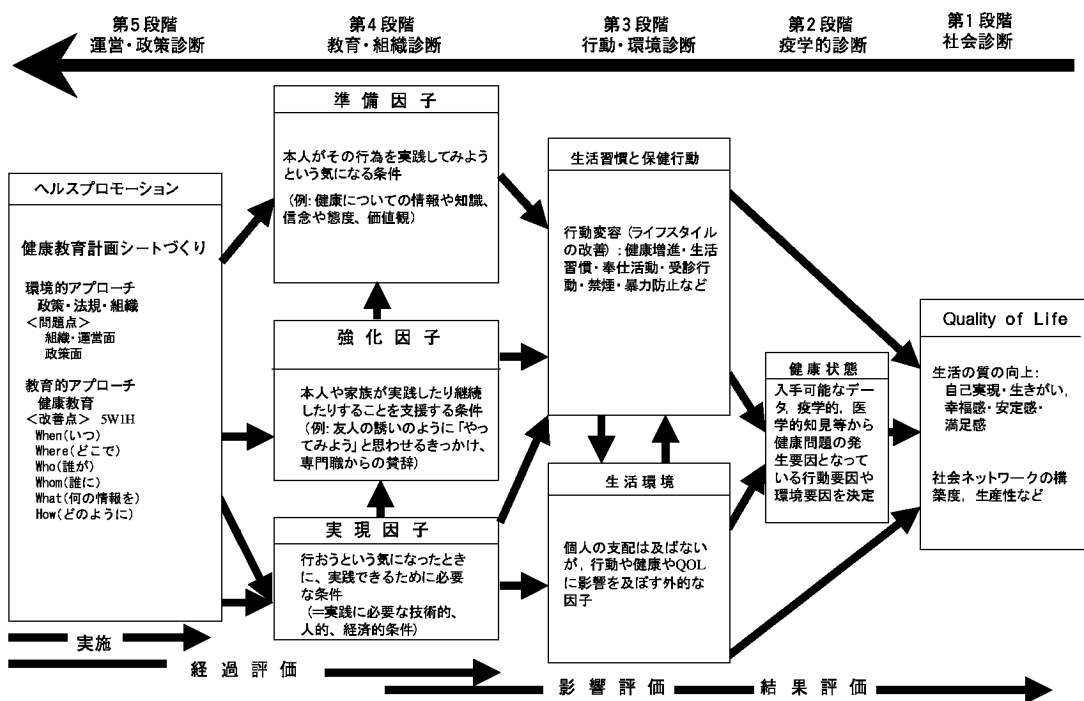 第5段階
運営・政策診断
第4段階
教育・組織診断
第3段階
行動・環境診断
第2段階
疫学的診断
第1段階
社会診断
ヘルスプロモーション
健康教育計画シートづくり
環境的アプローチ
政策・法規・組織
＜問題点＞
組織・運営面
政策面
教育的アプローチ
健康教育
＜改善点＞ 5W1H
When(いつ)
Where(どこで)
Who(誰が)
Whom(誰に)
What(何の情報を)
How(どのように)
準備因子
本人がその行為を実践してみよう
という気になる条件
(例:健康についての情報や知識、
信念や態度、価値観)
強化因子
本人や家族が実践したり継続
したりすることを支援する条件
(例:友人の誘いのように「やっ
てみよう」と思わせるきっかけ、
専門職からの賛辞)
実現因子
行おうという気になったとき
に、実践できるために必要
な条件
(＝実践に必要な技術的、
人的、経済的条件)
生活習慣と保健行動
行動変容 (ライフスタイル
の改善) : 健康増進・生活
習慣・奉仕活動・受診行
動・禁煙・暴力防止など
生活環境
個人の支配は及ばない
が, 行動や健康やQOL
に影響を及ぼす外的な
因子
健康状態
入手可能なデー
タ, 疫学的, 医
学的知見等から
健康問題の発
生要因となって
いる行動要因や
環境要因を決定
Quality of Life
生活の質の向上:
自己実現・生きがい,
幸福感・安定感・
満足感
社会ネットワークの構
築度, 生産性など
実施
経過評価
影響評価
結果評価